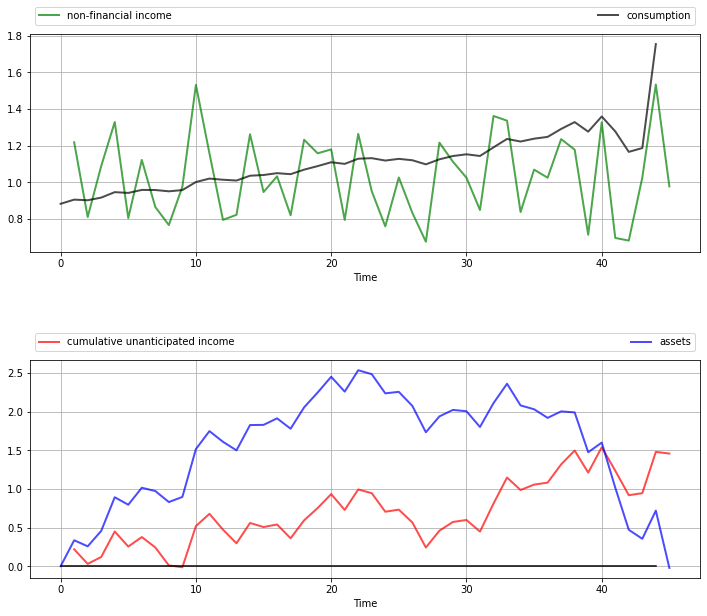 non-financial income consumption
1.8
1.6
1.4
1.2
1.0
0.8
0 10 20 30 40
Time
cumulative unanticipated income assets
2.5
2.0
1.5
1.0
0.5
0.0
0 10 20 30 40
Time